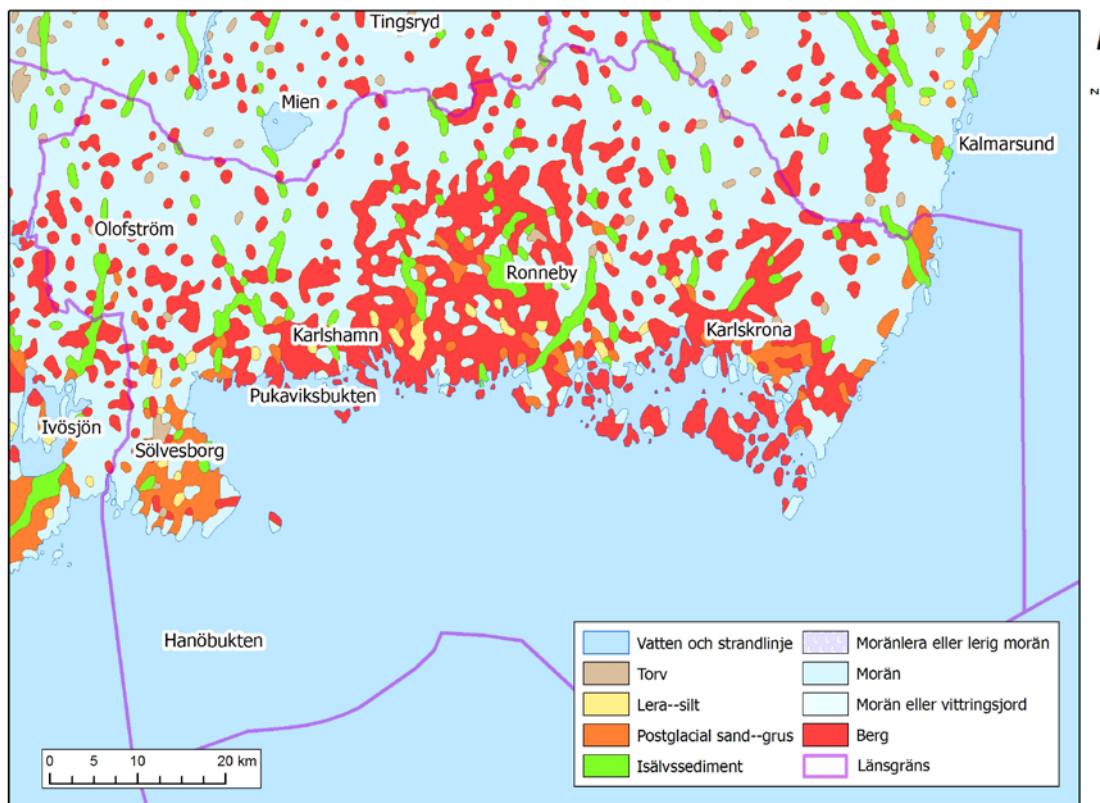 Tingsryd
z
Mien
Kalmarsund
Olofström
Ronneby
Karlshamn
Karlskrona
Pukaviksbukten
Ivösjön
Sölvesborg
Hanöbukten
Vatten och strandlinje
Torv
Lera--silt
Postglacial sand--grus
Isälvssediment
Moränlera eller lerig morän
Morän
Morän eller vittringsjord
Berg
Länsgräns
0 5 10 20 km